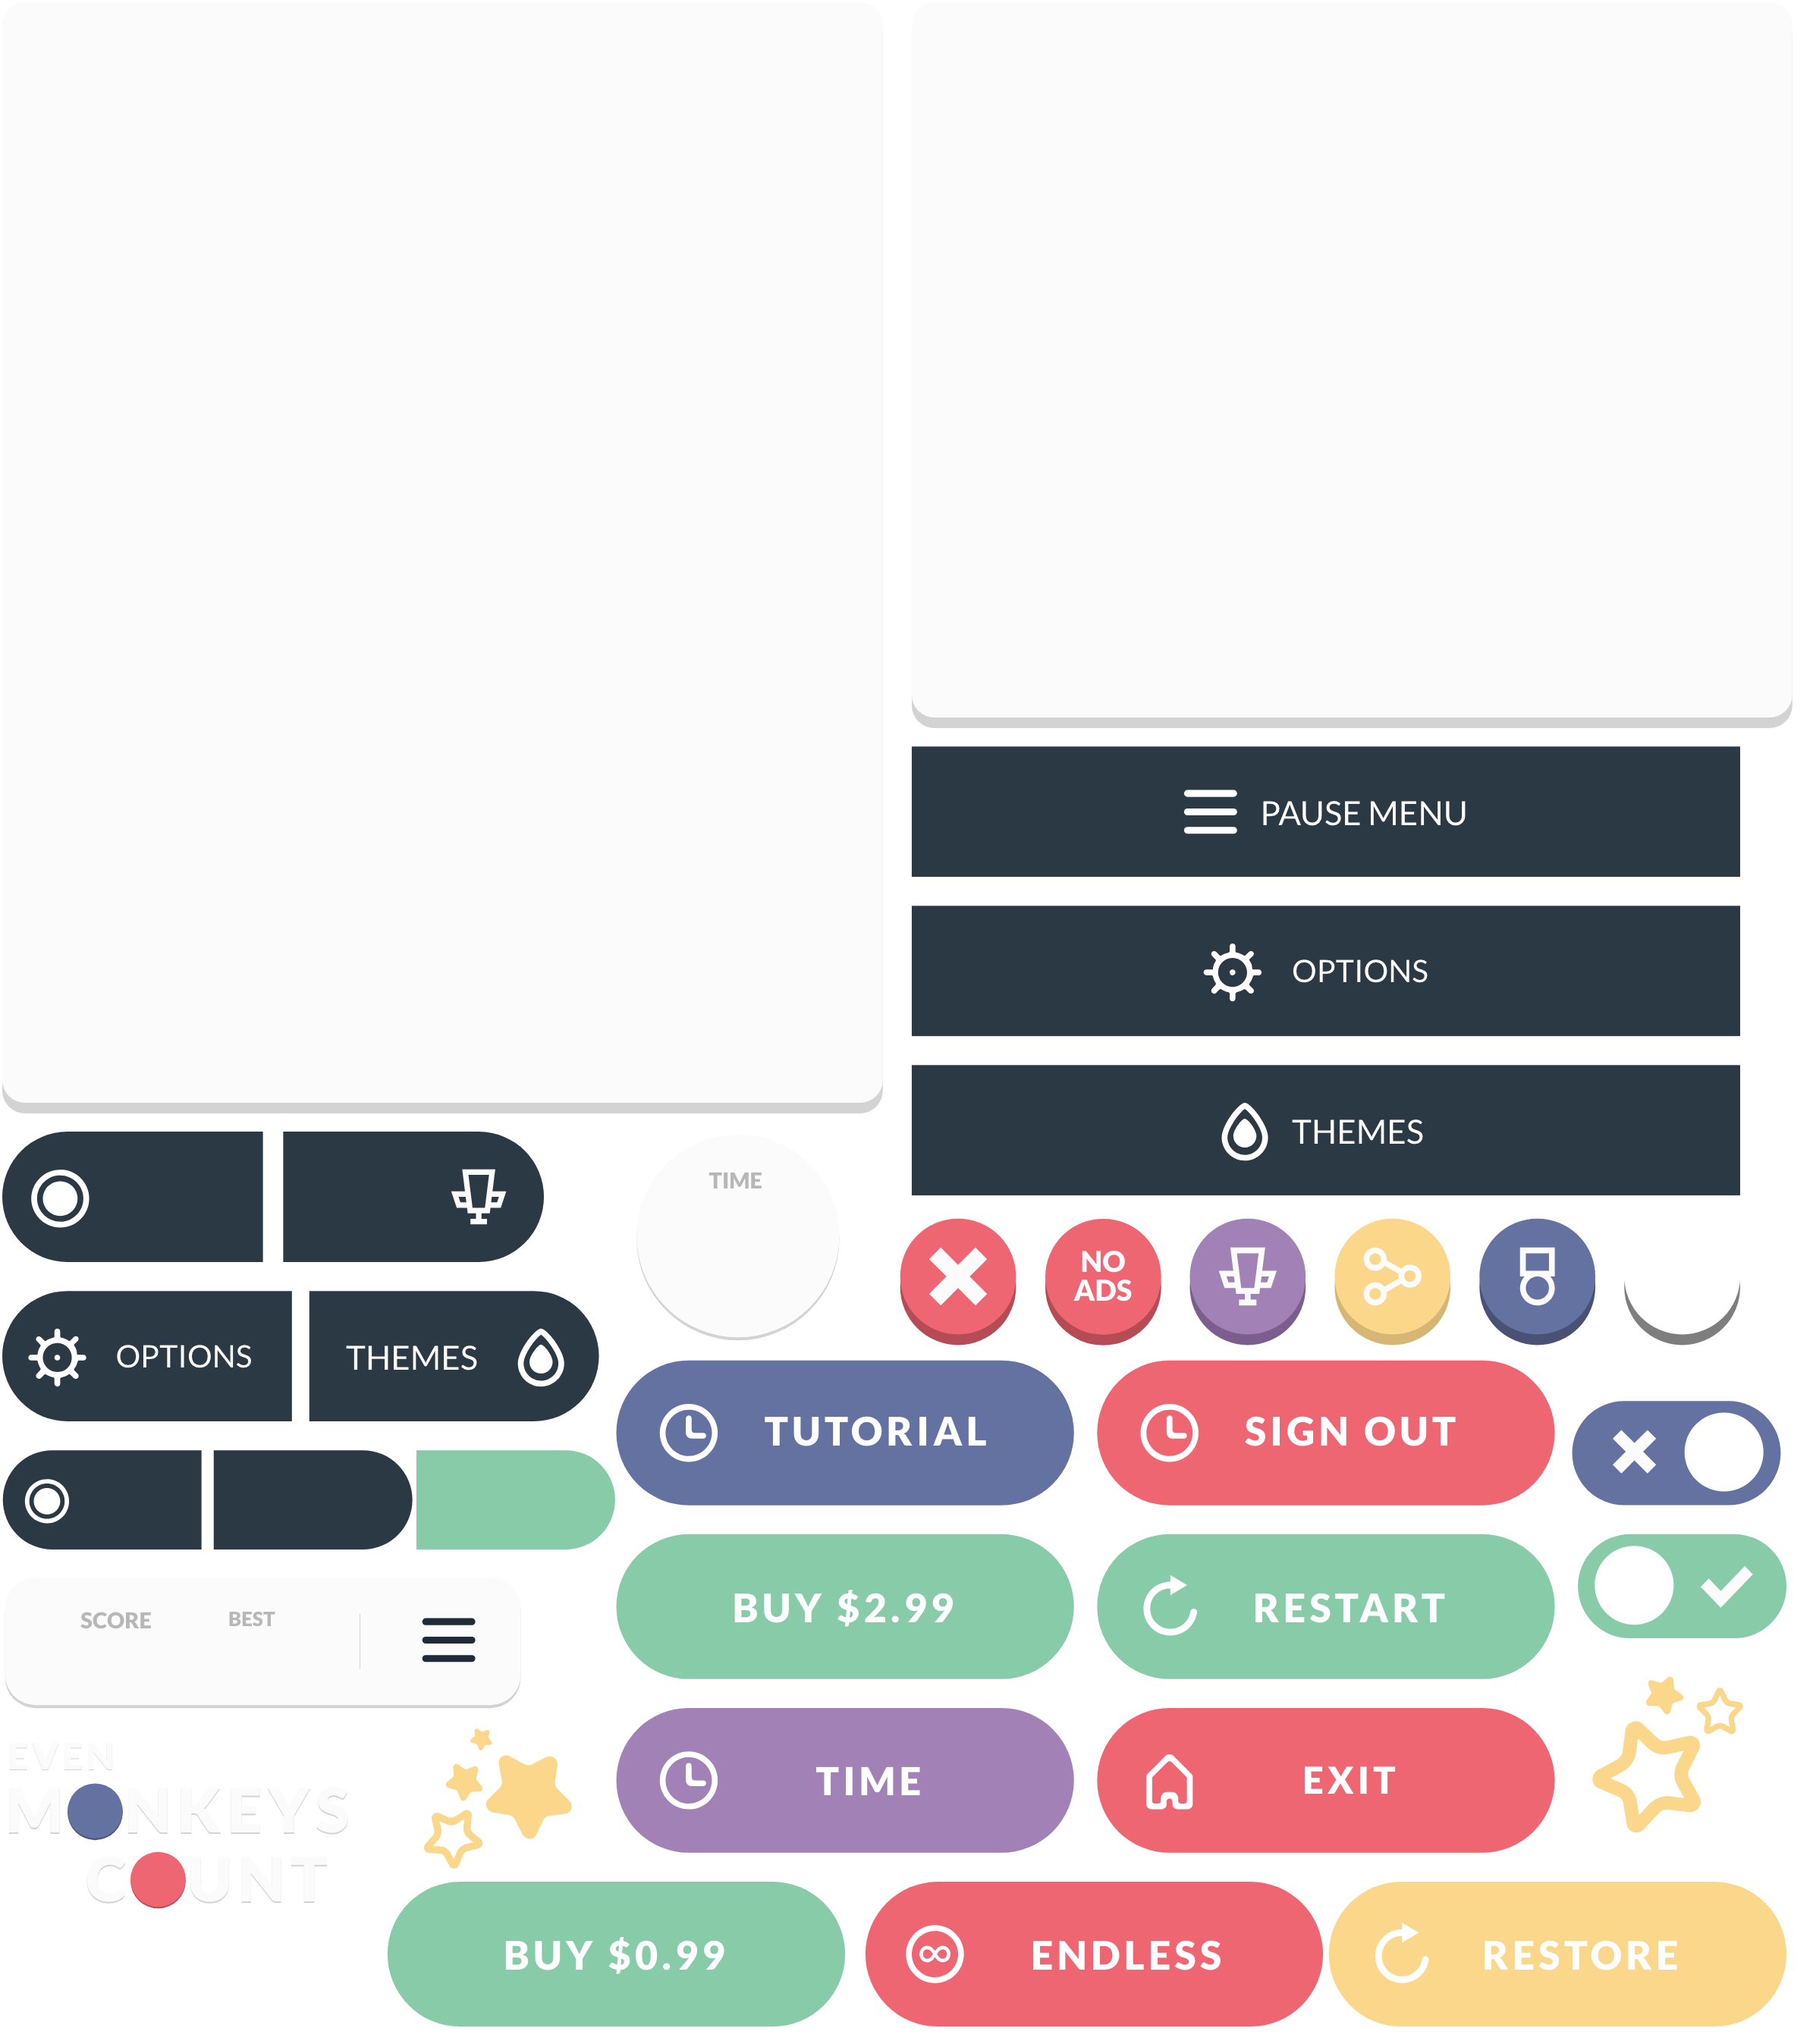 PAUSE MENU
OPTIONS
THEMES
TIME
NO
ADS
OPTIONS
THEMES
TUTORIAL
SIGN OUT
BUY $2.99
RESTART
SCORE
BEST
EVEN
MONKEYS
COUNT
TIME
EXIT
BUY $0.99
ENDLESS
RESTORE